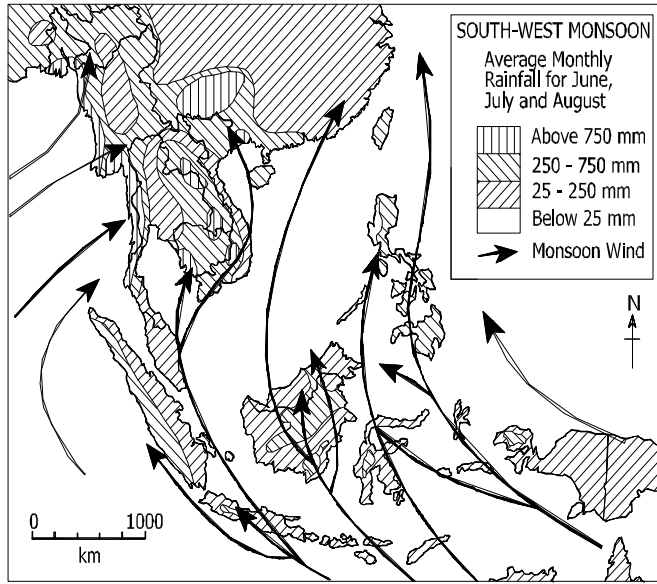 SOUTH-WEST MONSOON
Average Monthly
Rainfall for June,
July and August
Above 750 mm
250 - 750 mm
25 - 250 mm
Below 25 mm
Monsoon Wind
N
0 1000
km